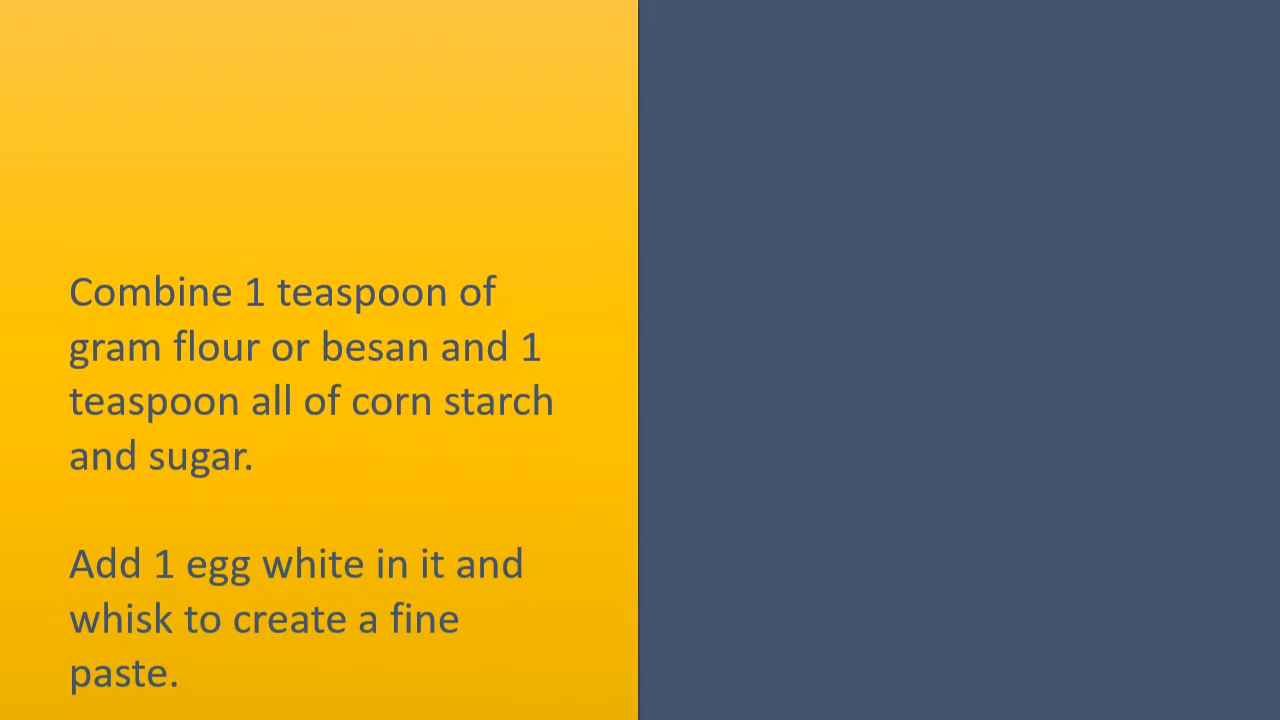 Combine 1 teaspoon of
gram flour or besan and 1
teaspoon all of corn starch
and sugar.
Add 1 egg white in it and
whisk to create a fine
paste.